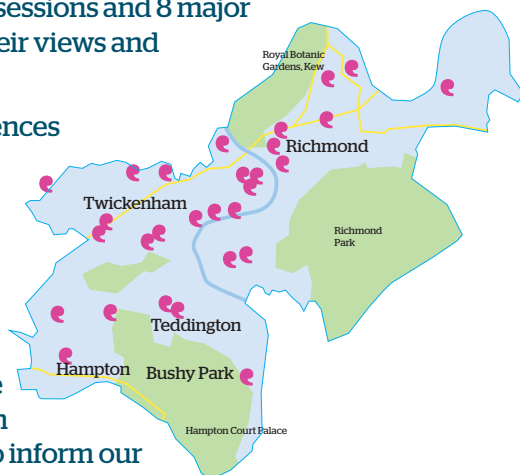 sessions and 8 major
eir views and
ences
Royal Botanic
Gardens, Kew
Richmond
Twickenham
Richmond
Park
Teddington
Hampton
Bushy Park
Hampton Court Palace
o inform our